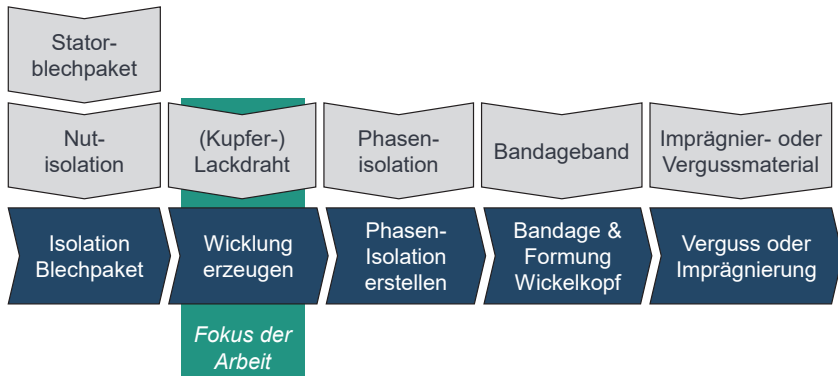 Stator-
blechpaket
Nut-
isolation
(Kupfer-)
Lackdraht
Phasen-
isolation
Bandageband
Imprägnier- oder
Vergussmaterial
Isolation
Blechpaket
Wicklung
erzeugen
Phasen-
Isolation
erstellen
Bandage &
Formung
Wickelkopf
Verguss oder
Imprägnierung
Fokus der
Arbeit